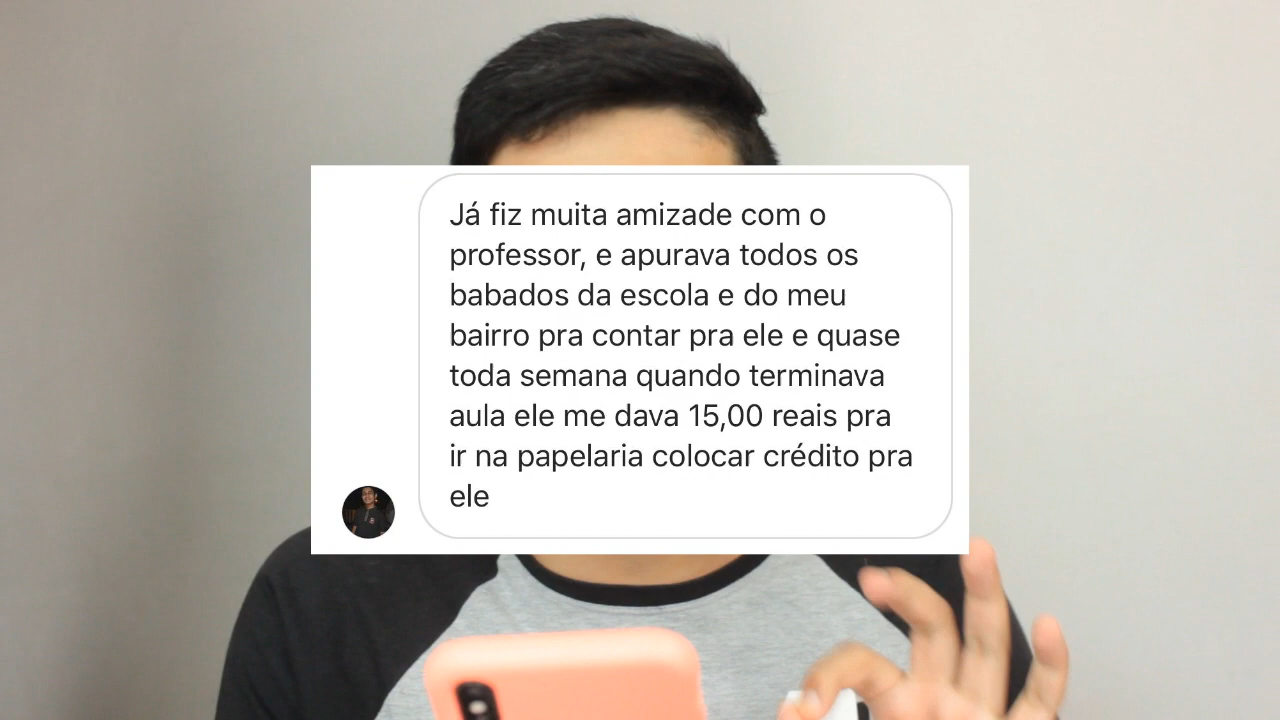 Já fiz muita amizade com o
professor, e apurava todos os
babados da escola e do meu
bairro pra contar pra ele e quase
toda semana quando terminava
aula ele me dava 15,00 reais pra
ir na papelaria colocar crédito pra
ele